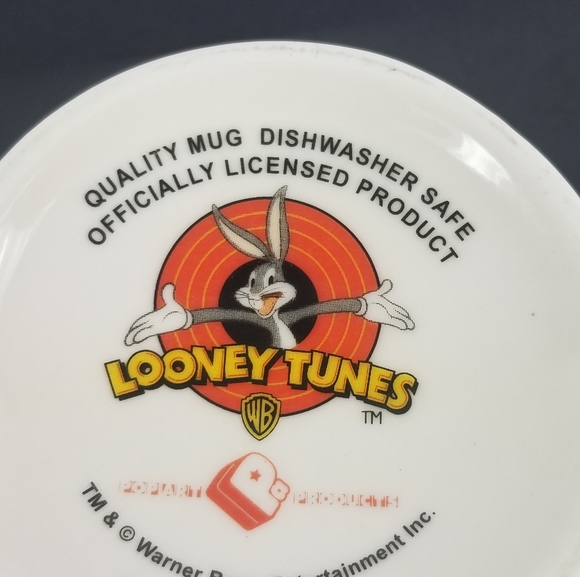 QUALITY MUG DISHWASHER SAFE
OFFICIALLY LICENSED PRODUCT
LOONEY TUNES
WB
TM
POPART PRODUCTS
TM & © Warner Entertainment Inc.